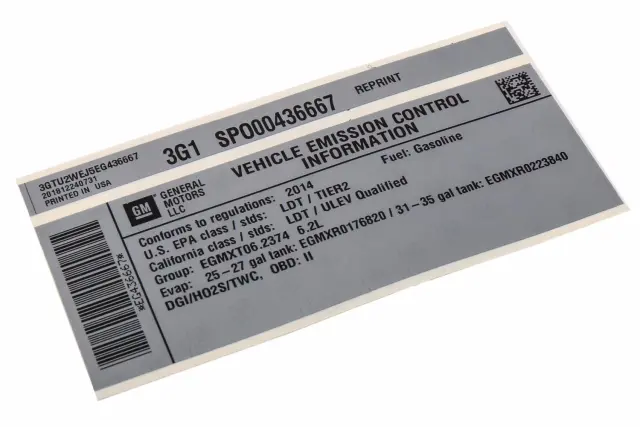 3GTU2WEJ5EG436667
201812240731
PRINTED IN USA
3G1 SPO00436667 REPRINT
GM
GENERAL
MOTORS
LLC
VEHICLE EMISSION CONTROL
INFORMATION
Fuel: Gasoline
Conforms to regulations: 2014
U.S. EPA class / stds: LDT / TIER2
California class / stds: LDT / ULEV Qualified
Group: EGMXT06.2374 6.2L
Evap: 25-27 gal tank: EGMXR0176820 / 31-35 gal tank: EGMXR0223840
DGI/HO2S/TWC, OBD: II
*EG436667*